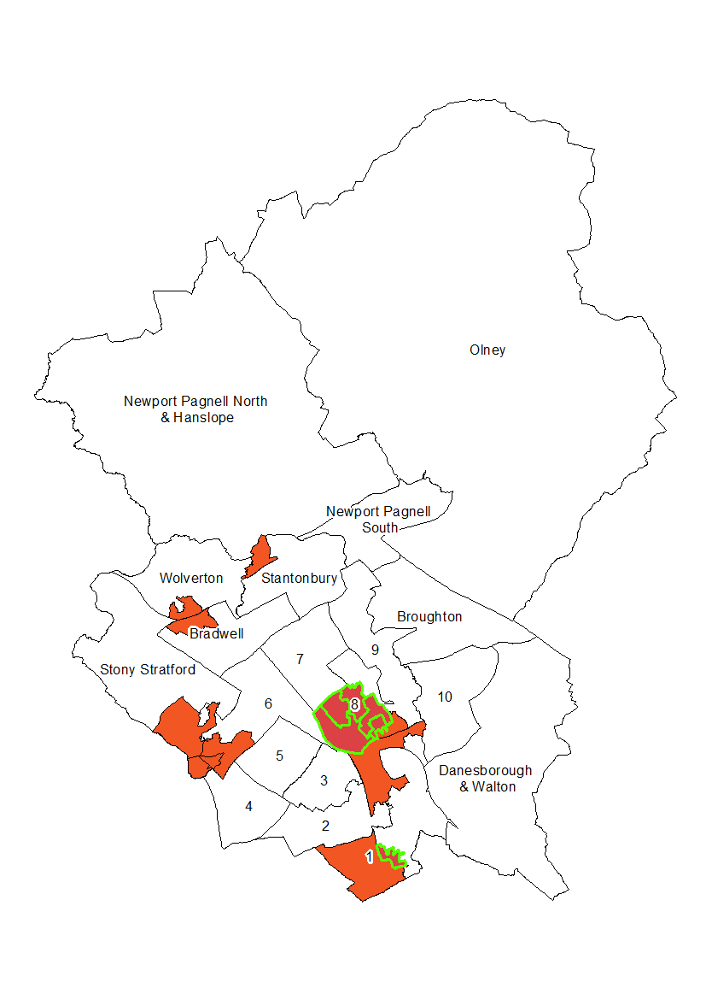 Olney
Newport Pagnell North
& Hanslope
Newport Pagnell
South
Wolverton
Stantonbury
Broughton
Bradwell
9
7
Stony Stratford
10
6
8
5
Danesborough
& Walton
3
4
2
1